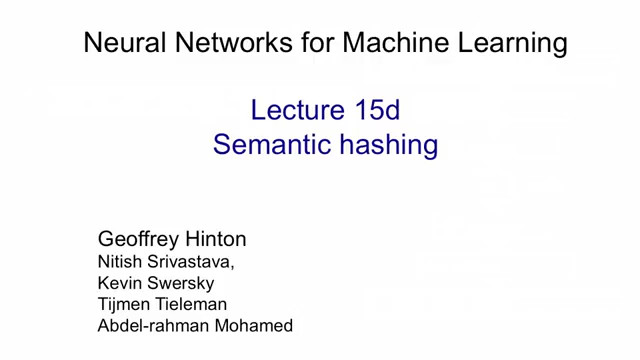 Neural Networks for Machine Learning
Lecture 15d
Semantic hashing
Geoffrey Hinton
Nitish Srivastava,
Kevin Swersky
Tijmen Tieleman
Abdel-rahman Mohamed